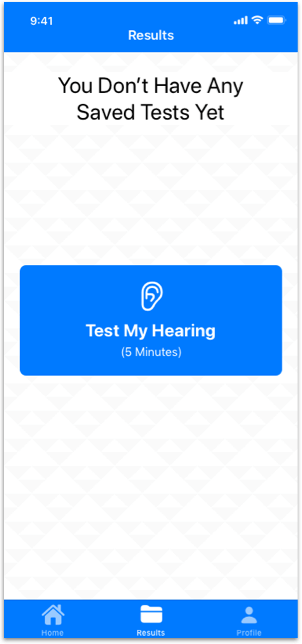 9:41
Results
You Don’t Have Any
Saved Tests Yet
Test My Hearing
(5 Minutes)
Home
Results
Profile